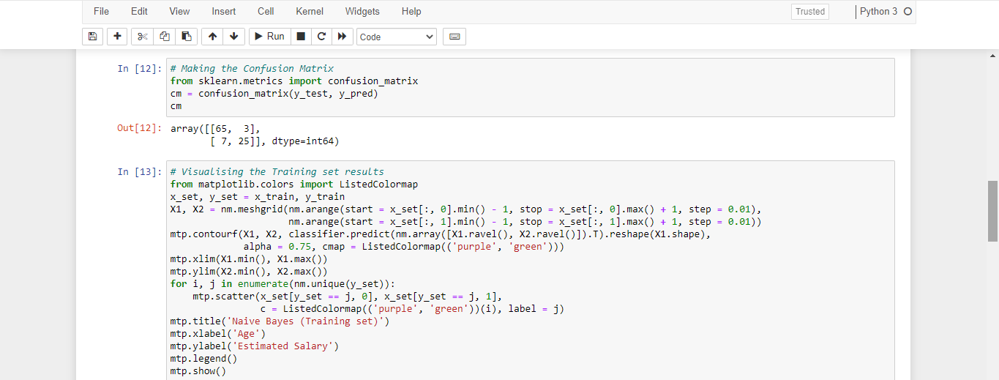 File Edit View Insert Cell Kernel Widgets Help Trusted Python 3
Run Code
In [12]: # Making the Confusion Matrix
from sklearn.metrics import confusion_matrix
cm = confusion_matrix(y_test, y_pred)
cm
Out[12]: array([[65,  3],
       [ 7, 25]], dtype=int64)
In [13]: # Visualising the Training set results
from matplotlib.colors import ListedColormap
x_set, y_set = x_train, y_train
X1, X2 = nm.meshgrid(nm.arange(start = x_set[:, 0].min() - 1, stop = x_set[:, 0].max() + 1, step = 0.01),
                     nm.arange(start = x_set[:, 1].min() - 1, stop = x_set[:, 1].max() + 1, step = 0.01))
mtp.contourf(X1, X2, classifier.predict(nm.array([X1.ravel(), X2.ravel()]).T).reshape(X1.shape),
             alpha = 0.75, cmap = ListedColormap(('purple', 'green')))
mtp.xlim(X1.min(), X1.max())
mtp.ylim(X2.min(), X2.max())
for i, j in enumerate(nm.unique(y_set)):
    mtp.scatter(x_set[y_set == j, 0], x_set[y_set == j, 1],
                c = ListedColormap(('purple', 'green'))(i), label = j)
mtp.title('Naive Bayes (Training set)')
mtp.xlabel('Age')
mtp.ylabel('Estimated Salary')
mtp.legend()
mtp.show()